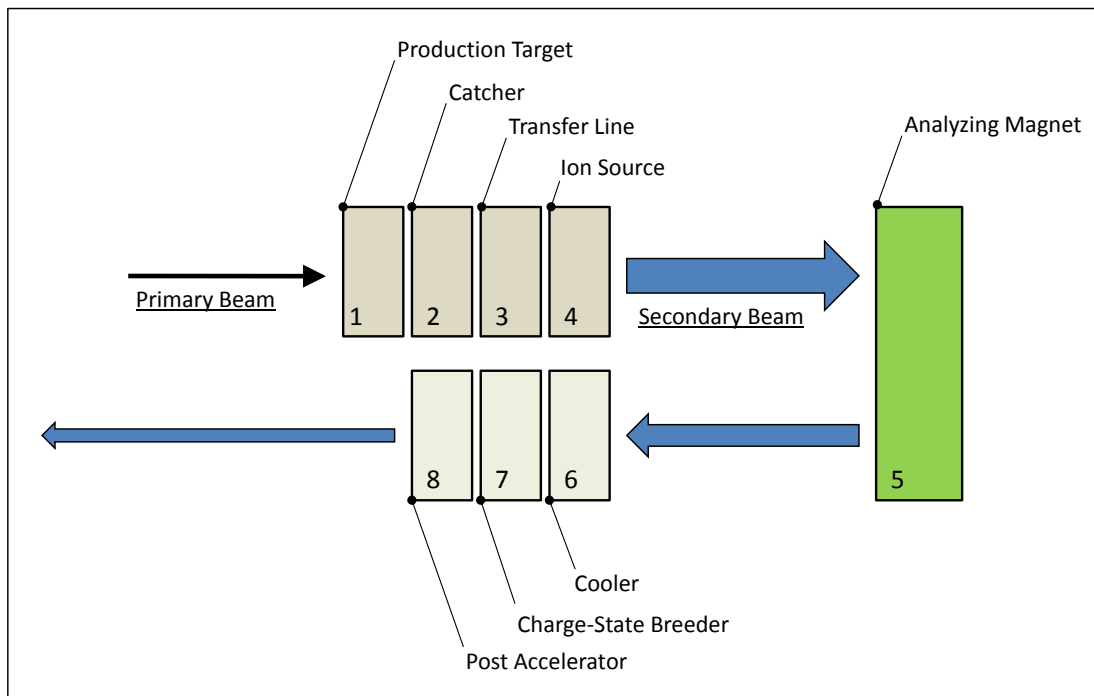 Production Target
Catcher
Transfer Line
Ion Source
Analyzing Magnet
Primary Beam
1
2
3
4
Secondary Beam
8
7
6
5
Cooler
Charge-State Breeder
Post Accelerator